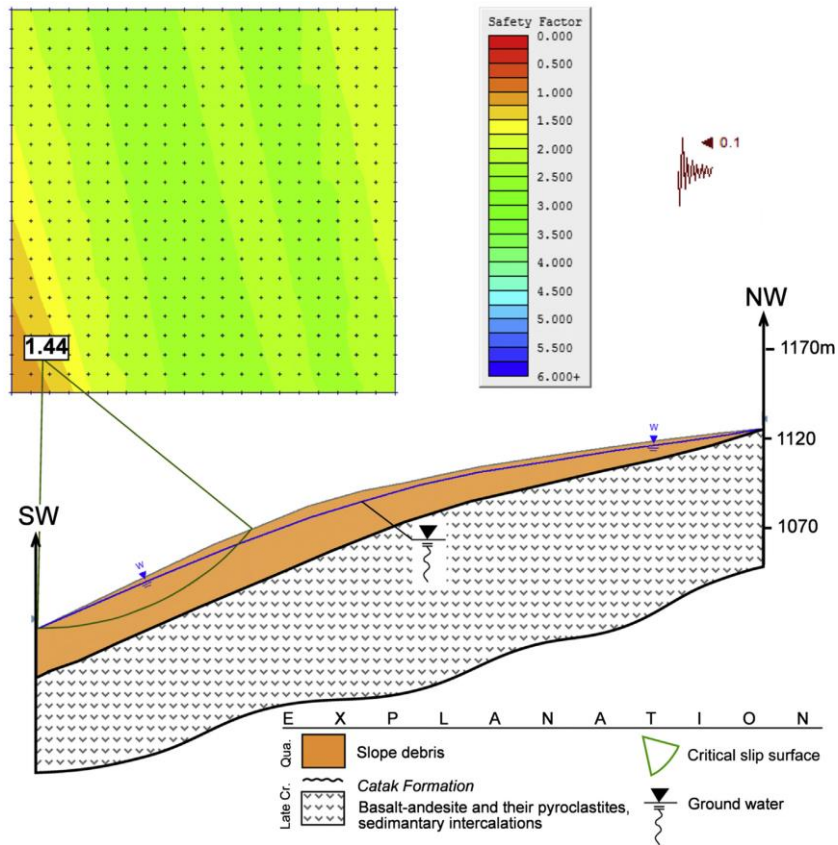 Safety Factor
0.000
0.500
1.000
1.500
2.000
2.500
3.000
3.500
4.000
4.500
5.000
5.500
6.000+
0.1
1.44
NW
1170m
1120
1070
SW
W
W
E X P L A N A T I O N
Qua.
Slope debris
Critical slip surface
Late Cr.
Catak Formation
Basalt-andesite and their pyroclastites,
sedimantary intercalations
Ground water